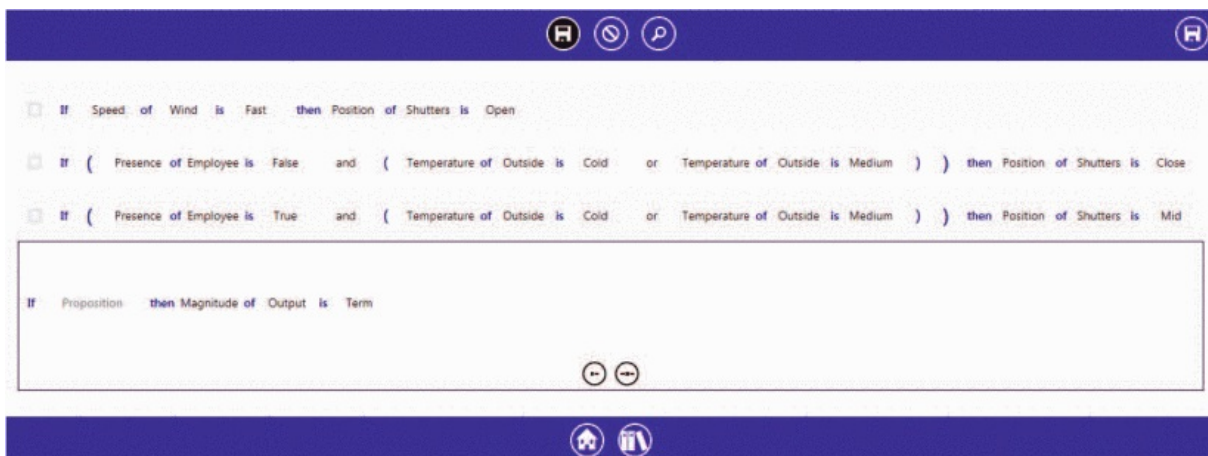 If Speed of Wind is Fast then Position of Shutters is Open
If ( Presence of Employee is False and ( Temperature of Outside is Cold or Temperature of Outside is Medium ) ) then Position of Shutters is Close
If ( Presence of Employee is True and ( Temperature of Outside is Cold or Temperature of Outside is Medium ) ) then Position of Shutters is Mid
If Proposition then Magnitude of Output is Term